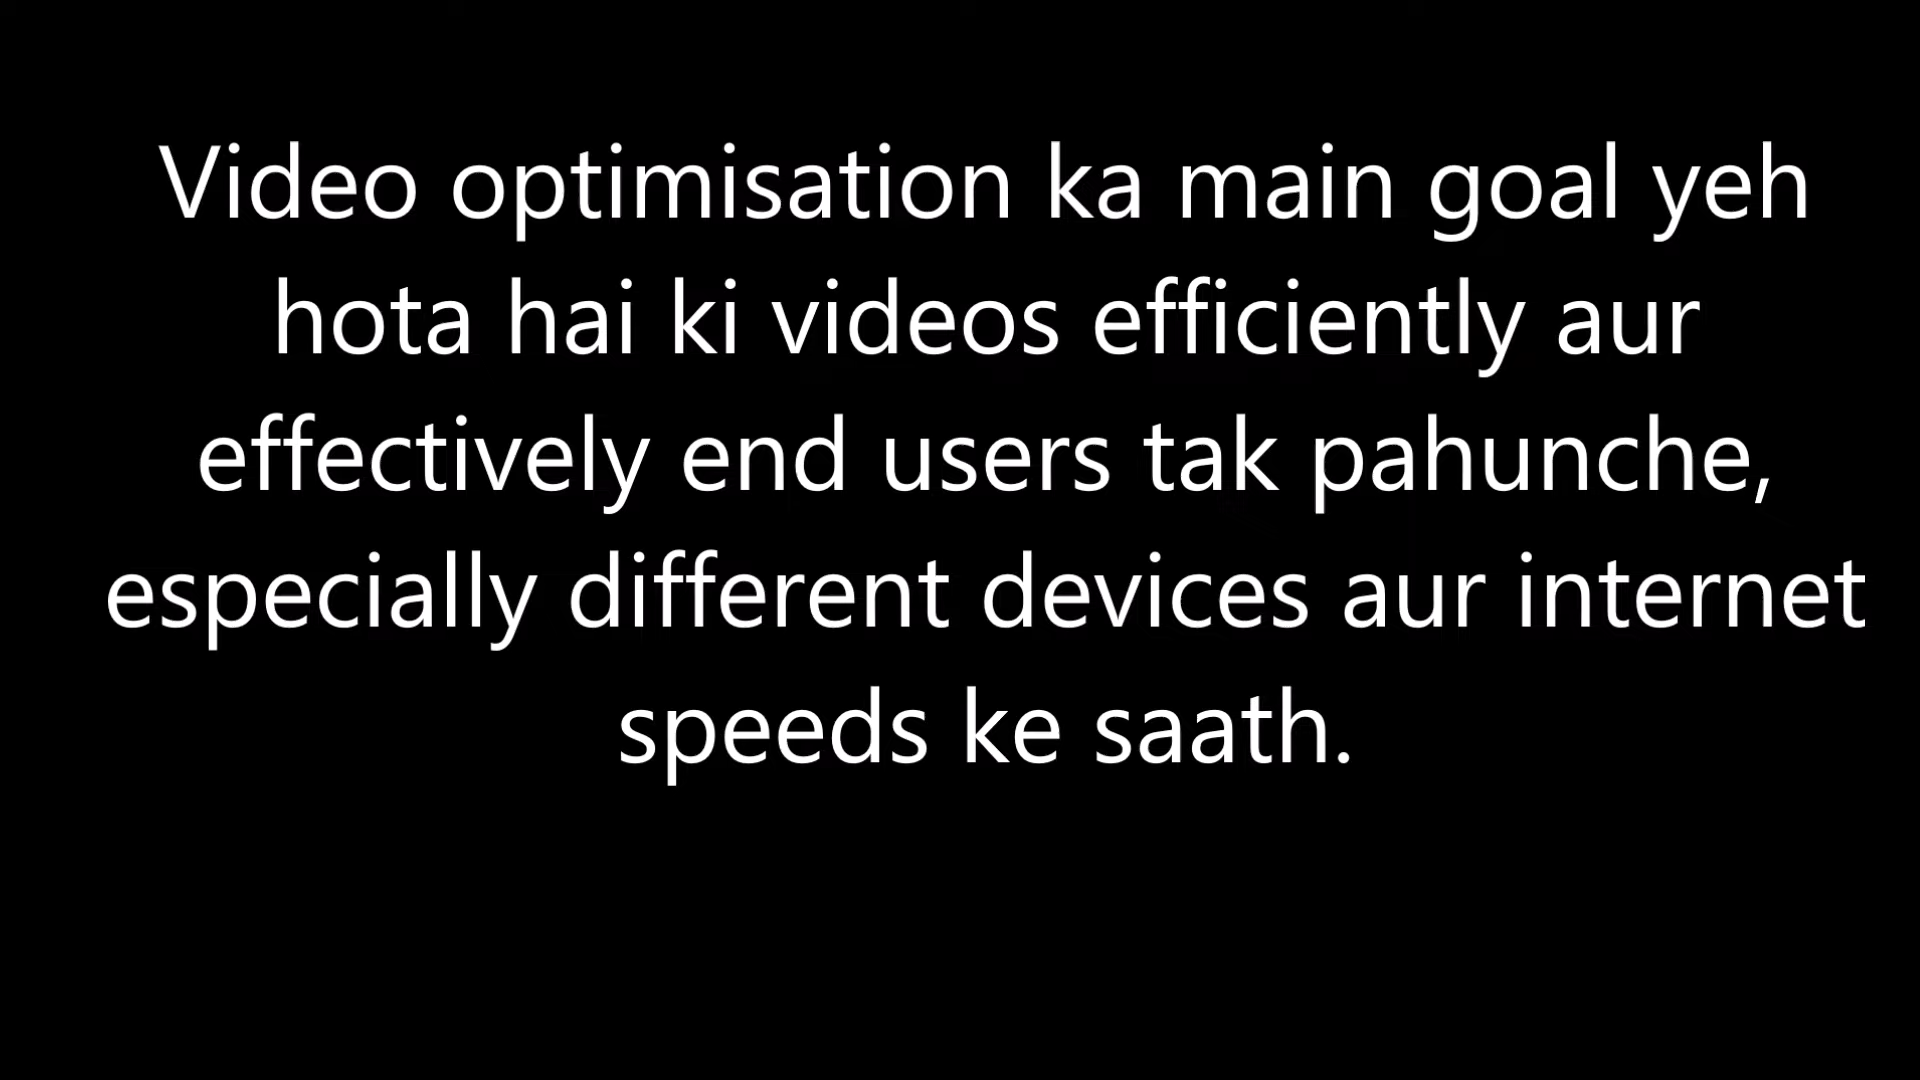 Video optimisation ka main goal yeh
hota hai ki videos efficiently aur
effectively end users tak pahunche,
especially different devices aur internet
speeds ke saath.